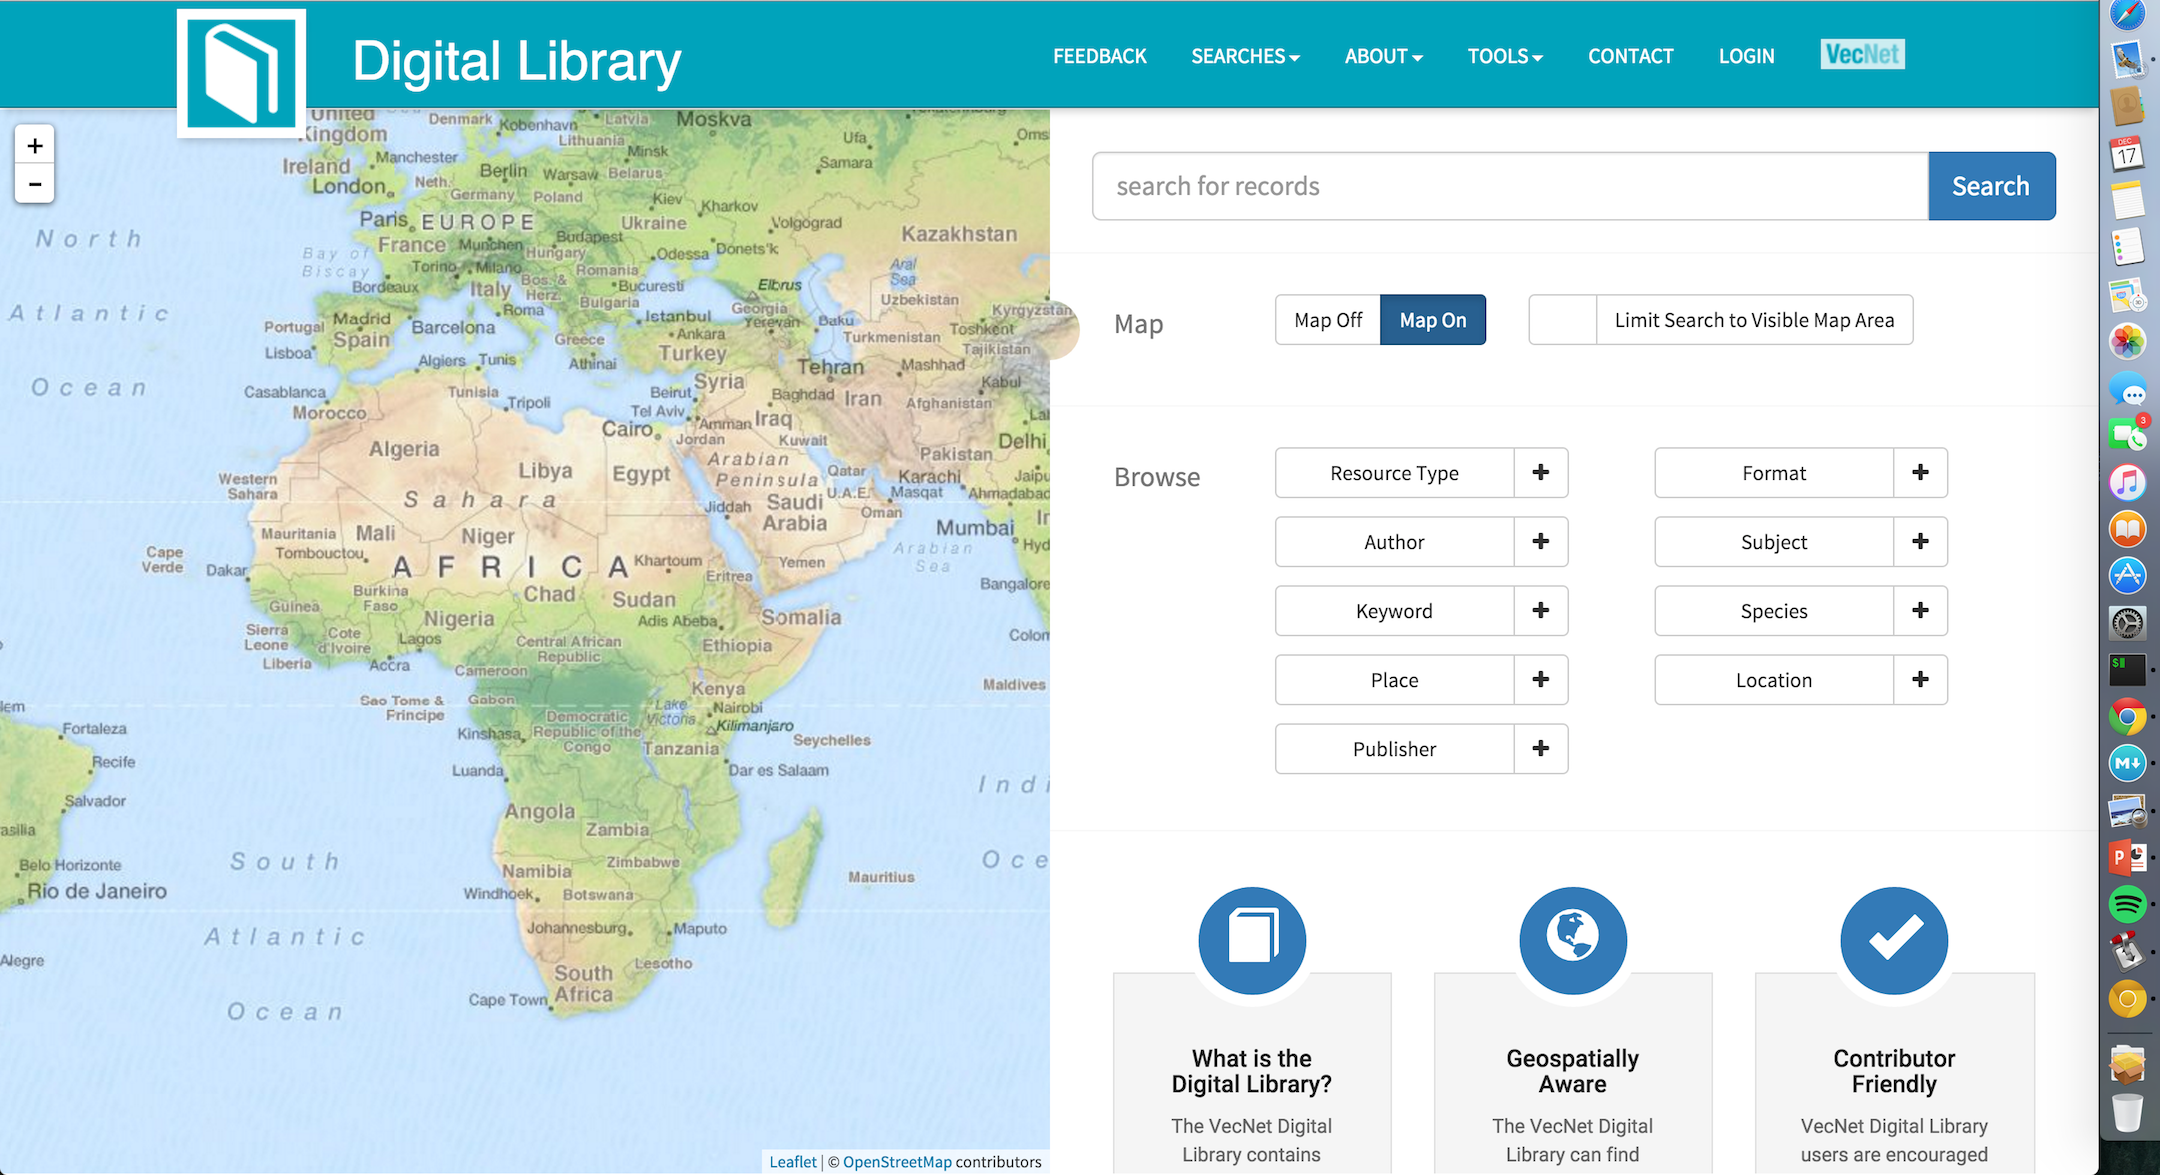 Digital Library
FEEDBACK
SEARCHES
ABOUT
TOOLS
CONTACT
LOGIN
VecNet
+
−
United
Kingdom
Ireland
Manchester
London
Denmark
Kobenhavn
Latvia
Lithuania
Moskva
Minsk
Ufa
Samara
Oms
Neth.
Berlin
Warsaw
Belarus
Germany
Poland
Kiev
Kharkov
Paris
EUROPE
Ukraine
Volgograd
Kazakhstan
North
Bay of
Biscay
France
Munchen
Budapest
Hungary
Odessa
Donets'k
Torino
Milano
Romania
Aral
Sea
Bordeaux
Italy
Bos. &
Herz.
Bucuresti
Elbrus
Bulgaria
Georgia
Uzbekistan
Atlantic
Madrid
Roma
Istanbul
Yerevan
Baku
Kyrgyzstan
Portugal
Spain
Barcelona
Ankara
Turkmenistan
Toshkent
Tajikistan
Lisboa
Algiers
Tunis
Greece
Athinai
Turkey
Tehran
Mashhad
Ocean
Casablanca
Tunisia
Tripoli
Syria
Beirut
Baghdad
Iran
Kabul
Afghanistan
Morocco
Tel Aviv
Amman
Iraq
Cairo
Jordan
Kuwait
Delhi
Algeria
Libya
Egypt
Arabian
Peninsula
Qatar
Pakistan
Karachi
Jaipu
Western
Sahara
Sahara
U.A.E.
Masqat
Ahmadabad
Jiddah
Saudi
Arabia
Oman
Mauritania
Mali
Niger
Mumbai
Tombouctou
Arabian
Sea
Hyd
Cape
Verde
Dakar
AFRICA
Khartoum
Eritrea
Yemen
Bangalore
Burkina
Faso
Chad
Sudan
Guinea
Nigeria
Adis Abeba
Somalia
Sierra
Leone
Cote
d'Ivoire
Lagos
Central African
Republic
Ethiopia
Colon
Liberia
Accra
Cameroon
Maldives
Sao Tome &
Principe
Gabon
Kenya
Lake
Victoria
Nairobi
Kilimanjaro
Fortaleza
Kinshasa
Democratic
Republic of the
Congo
Tanzania
Seychelles
Recife
Luanda
Dar es Salaam
Indi
Salvador
Angola
Zambia
asilia
Belo Horizonte
South
Zimbabwe
Oce
Rio de Janeiro
Namibia
Windhoek
Botswana
Mauritius
Atlantic
Johannesburg
Maputo
Alegre
South
Africa
Lesotho
Cape Town
Ocean
Leaflet | © OpenStreetMap contributors
search for records
Search
Map
Map Off
Map On
Limit Search to Visible Map Area
Browse
Resource Type +
Format +
Author +
Subject +
Keyword +
Species +
Place +
Location +
Publisher +
What is the
Digital Library?
The VecNet Digital
Library contains
Geospatially
Aware
The VecNet Digital
Library can find
Contributor
Friendly
VecNet Digital Library
users are encouraged
DEC
17
3
$
M
P